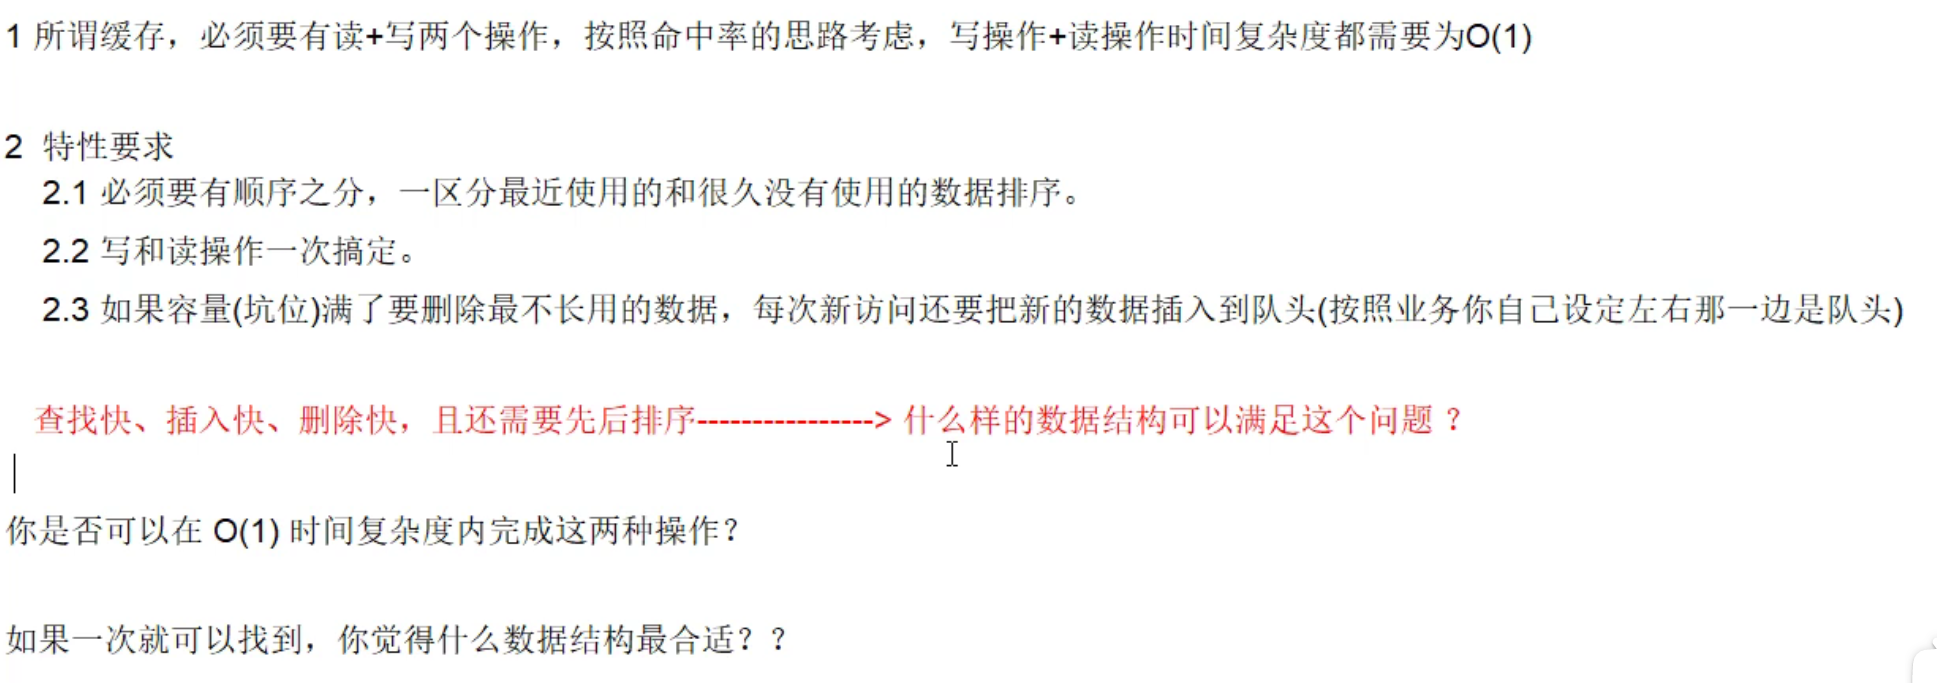 1 所谓缓存，必须要有读+写两个操作，按照命中率的思路考虑，写操作+读操作时间复杂度都需要为O(1)
2 特性要求
2.1 必须要有顺序之分，一区分最近使用的和很久没有使用的数据排序。
2.2 写和读操作一次搞定。
2.3 如果容量(坑位)满了要删除最不长用的数据，每次新访问还要把新的数据插入到队头(按照业务你自己设定左右那一边是队头)
查找快、插入快、删除快，且还需要先后排序----------------> 什么样的数据结构可以满足这个问题？
你是否可以在 O(1) 时间复杂度内完成这两种操作？
如果一次就可以找到，你觉得什么数据结构最合适？？